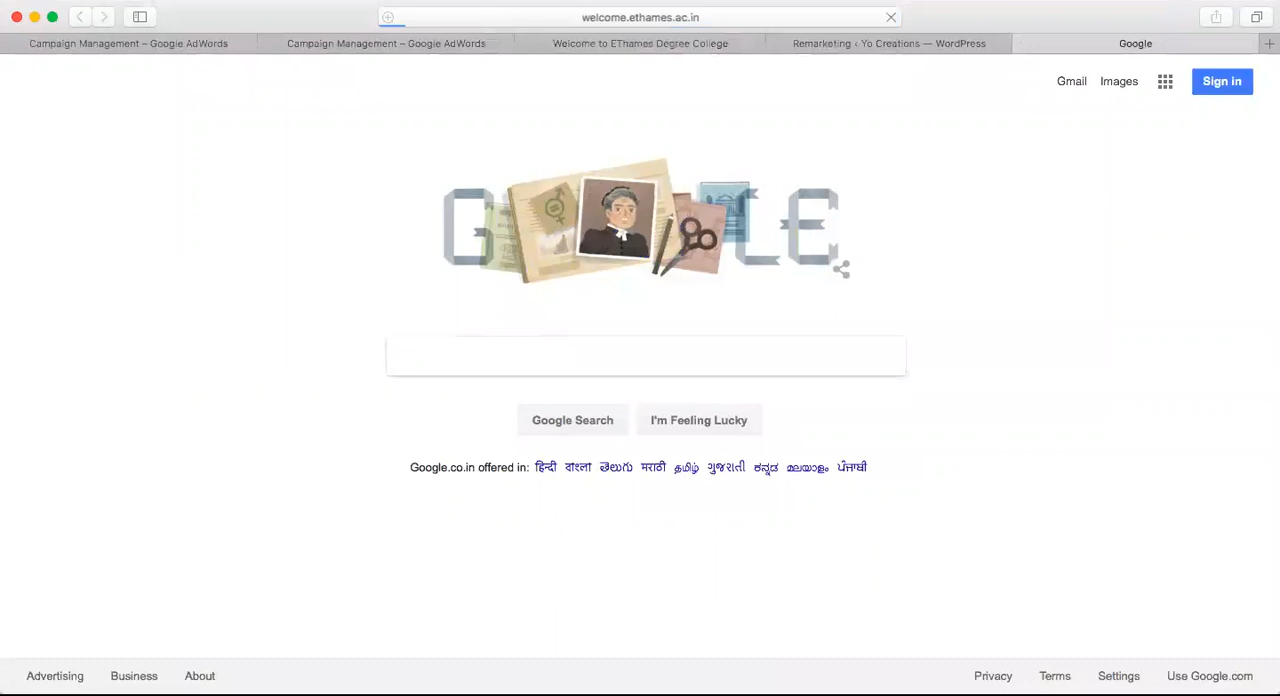 welcome.ethames.ac.in
Campaign Management – Google AdWords
Campaign Management – Google AdWords
Welcome to EThames Degree College
Remarketing ‹ Yo Creations — WordPress
Google
Gmail Images Sign in
G LE
Google Search
I'm Feeling Lucky
Google.co.in offered in: हिन्दी বাংলা తెలుగు मराठी தமிழ் ગુજરાતી ಕನ್ನಡ മലയാളം ਪੰਜਾਬੀ
Advertising Business About Privacy Terms Settings Use Google.com